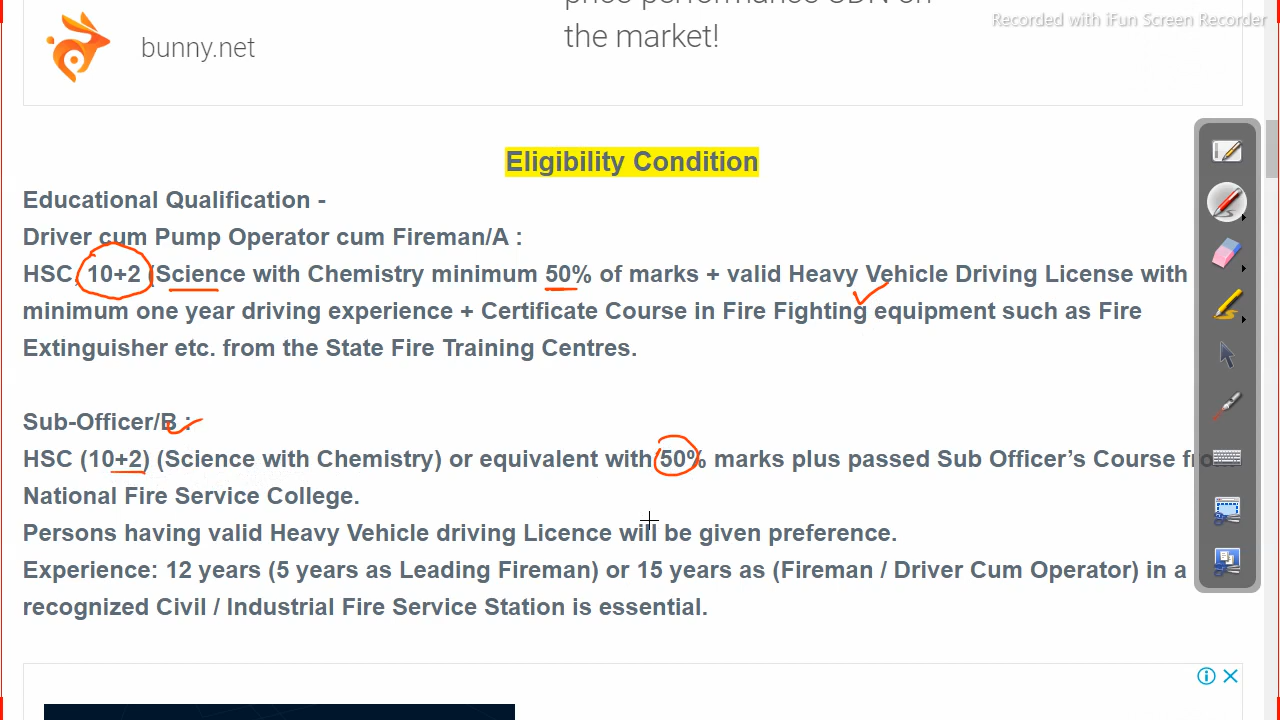 the market!
Recorded with iFun Screen Recorder
bunny.net
Eligibility Condition
Educational Qualification -
Driver cum Pump Operator cum Fireman/A :
HSC 10+2 (Science with Chemistry minimum 50% of marks + valid Heavy Vehicle Driving License with
minimum one year driving experience + Certificate Course in Fire Fighting equipment such as Fire
Extinguisher etc. from the State Fire Training Centres.
Sub-Officer/B :
HSC (10+2) (Science with Chemistry) or equivalent with 50% marks plus passed Sub Officer’s Course from
National Fire Service College.
Persons having valid Heavy Vehicle driving Licence will be given preference.
Experience: 12 years (5 years as Leading Fireman) or 15 years as (Fireman / Driver Cum Operator) in a
recognized Civil / Industrial Fire Service Station is essential.